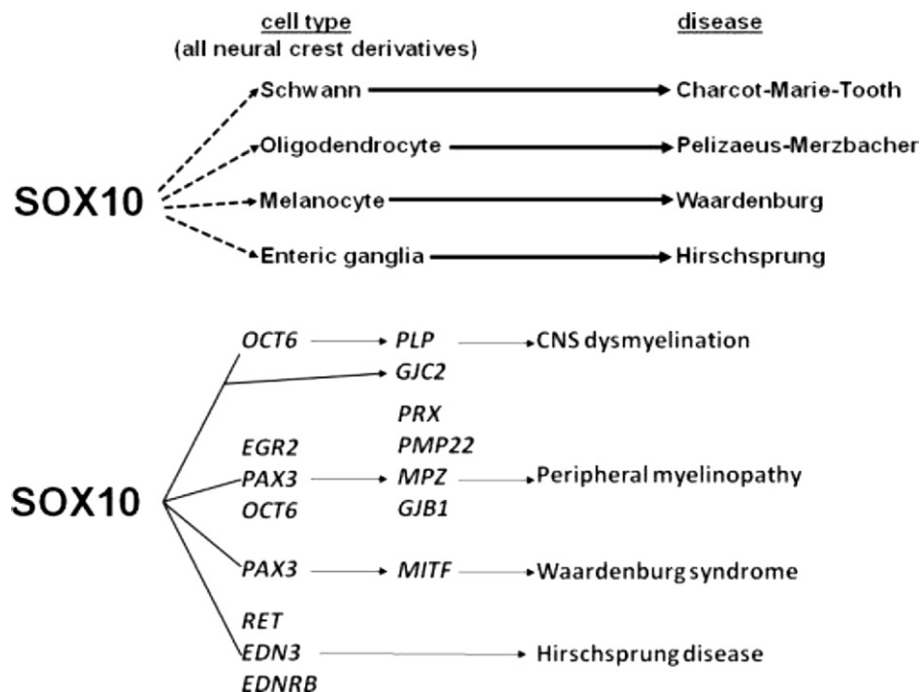 cell type
disease
(all neural crest derivatives)
Schwann
Charcot-Marie-Tooth
Oligodendrocyte
Pelizaeus-Merzbacher
SOX10
Melanocyte
Waardenburg
Enteric ganglia
Hirschsprung
OCT6
PLP
CNS dysmyelination
GJC2
PRX
EGR2
PMP22
SOX10
PAX3
MPZ
Peripheral myelinopathy
OCT6
GJB1
PAX3
MITF
Waardenburg syndrome
RET
EDN3
Hirschsprung disease
EDNRB